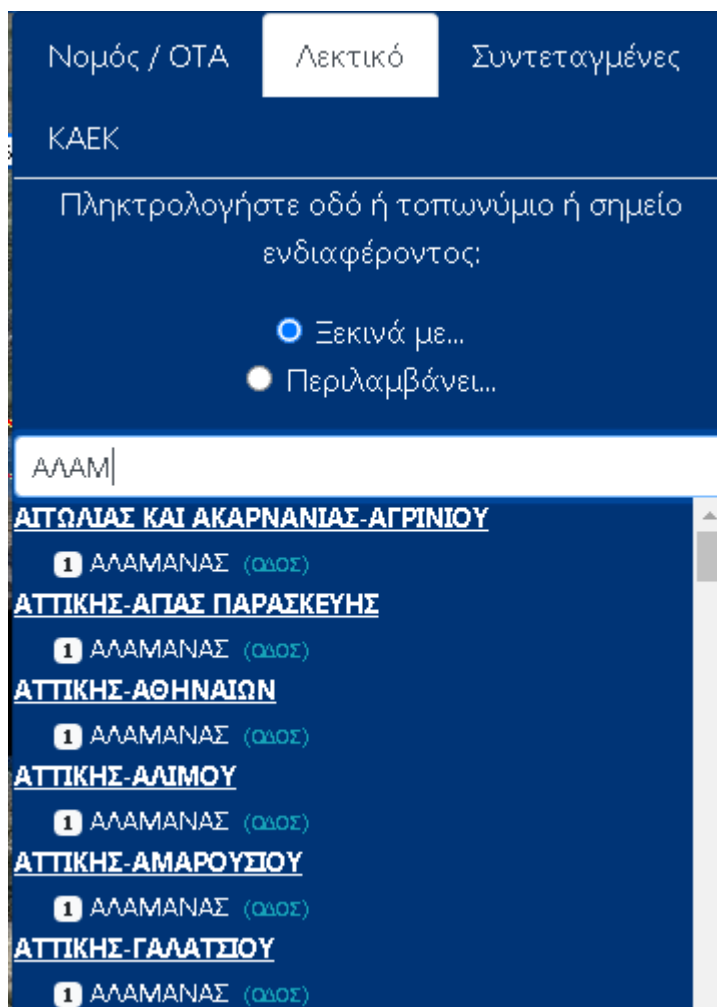 Νομός / ΟΤΑ Λεκτικό Συντεταγμένες
ΚΑΕΚ
Πληκτρολογήστε οδό ή τοπωνύμιο ή σημείο
ενδιαφέροντος:
Ξεκινά με...
Περιλαμβάνει...
ΑΛΑΜ
ΑΙΤΩΛΙΑΣ ΚΑΙ ΑΚΑΡΝΑΝΙΑΣ-ΑΓΡΙΝΙΟΥ
1 ΑΛΑΜΑΝΑΣ (ΟΔΟΣ)
ΑΤΤΙΚΗΣ-ΑΓΙΑΣ ΠΑΡΑΣΚΕΥΗΣ
1 ΑΛΑΜΑΝΑΣ (ΟΔΟΣ)
ΑΤΤΙΚΗΣ-ΑΘΗΝΑΙΩΝ
1 ΑΛΑΜΑΝΑΣ (ΟΔΟΣ)
ΑΤΤΙΚΗΣ-ΑΛΙΜΟΥ
1 ΑΛΑΜΑΝΑΣ (ΟΔΟΣ)
ΑΤΤΙΚΗΣ-ΑΜΑΡΟΥΣΙΟΥ
1 ΑΛΑΜΑΝΑΣ (ΟΔΟΣ)
ΑΤΤΙΚΗΣ-ΓΑΛΑΤΣΙΟΥ
1 ΑΛΑΜΑΝΑΣ (ΟΔΟΣ)